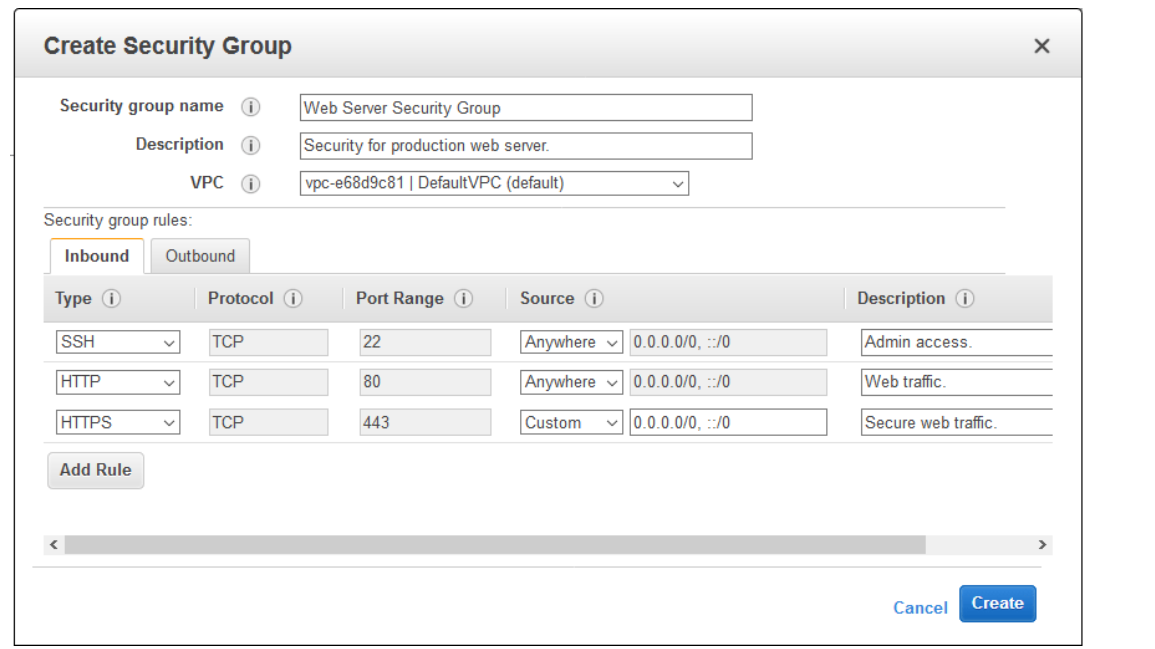 Create Security Group ×
Security group name i Web Server Security Group
Description i Security for production web server.
VPC i vpc-e68d9c81 | DefaultVPC (default)
Security group rules:
Inbound Outbound
Type i Protocol i Port Range i Source i Description i
SSH TCP 22 Anywhere 0.0.0.0/0, ::/0 Admin access.
HTTP TCP 80 Anywhere 0.0.0.0/0, ::/0 Web traffic.
HTTPS TCP 443 Custom 0.0.0.0/0, ::/0 Secure web traffic.
Add Rule
Cancel Create